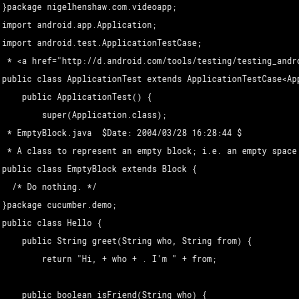 }package nigelhenshaw.com.videoapp;
import android.app.Application;
import android.test.ApplicationTestCase;
* <a href="http://d.android.com/tools/testing/testing_andro
public class ApplicationTest extends ApplicationTestCase<App
public ApplicationTest() {
super(Application.class);
* EmptyBlock.java  $Date: 2004/03/28 16:28:44 $
* A class to represent an empty block; i.e. an empty space
public class EmptyBlock extends Block {
/* Do nothing. */
}package cucumber.demo;
public class Hello {
public String greet(String who, String from) {
return "Hi, + who + . I'm " + from;
public boolean isFriend(String who) {